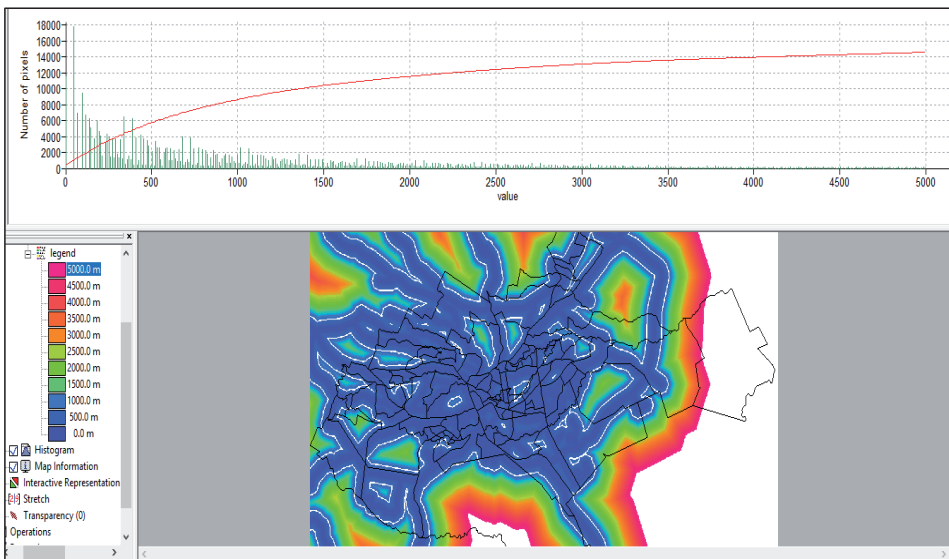 Number of pixels
18000
16000
14000
12000
10000
8000
6000
4000
2000
0
0 500 1000 1500 2000 2500 3000 3500 4000 4500 5000
value
x
legend
5000.0 m
4500.0 m
4000.0 m
3500.0 m
3000.0 m
2500.0 m
2000.0 m
1500.0 m
1000.0 m
500.0 m
0.0 m
Histogram
Map Information
Interactive Representation
Stretch
Transparency (0)
Operations